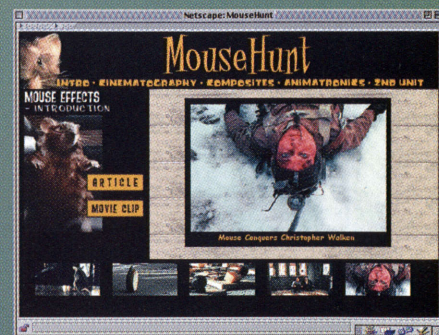 Netscape: MouseHunt
MouseHunt
INTRO · CINEMATOGRAPHY · COMPOSITES · ANIMATRONICS · 2ND UNIT
MOUSE EFFECTS
- INTRODUCTION
ARTICLE
MOVIE CLIP
Mouse Conquers Christopher Walken